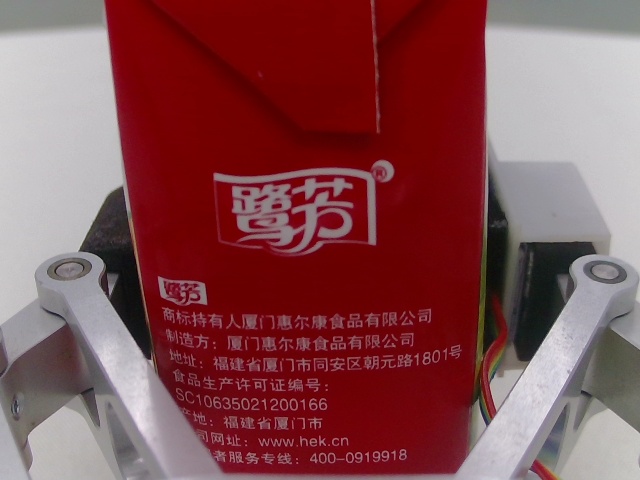 鹭芳®
鹭芳
商标持有人厦门惠尔康食品有限公司
制造方：厦门惠尔康食品有限公司
地址：福建省厦门市同安区朝元路1801号
食品生产许可证编号：
SC10635021200166
地：福建省厦门市
网址：www.hek.cn
者服务专线：400-0919918